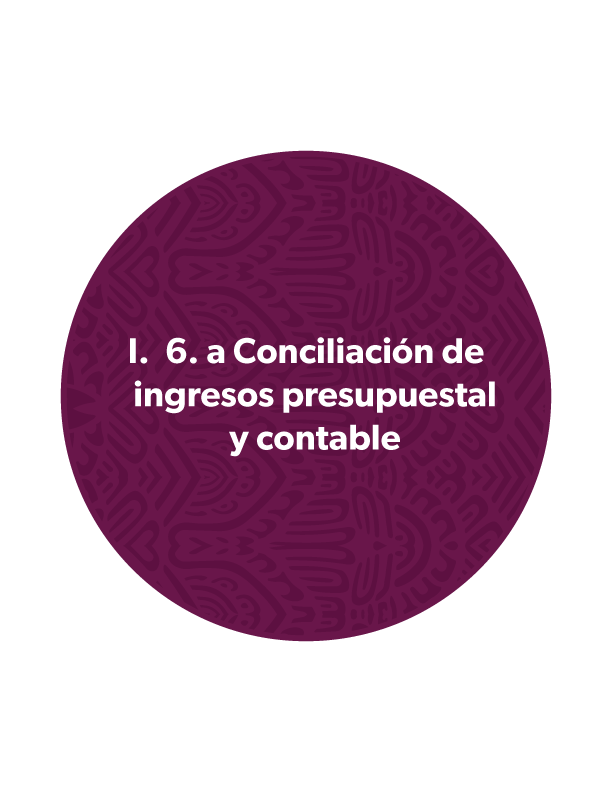 I.  6. a Conciliación de
ingresos presupuestal
y contable